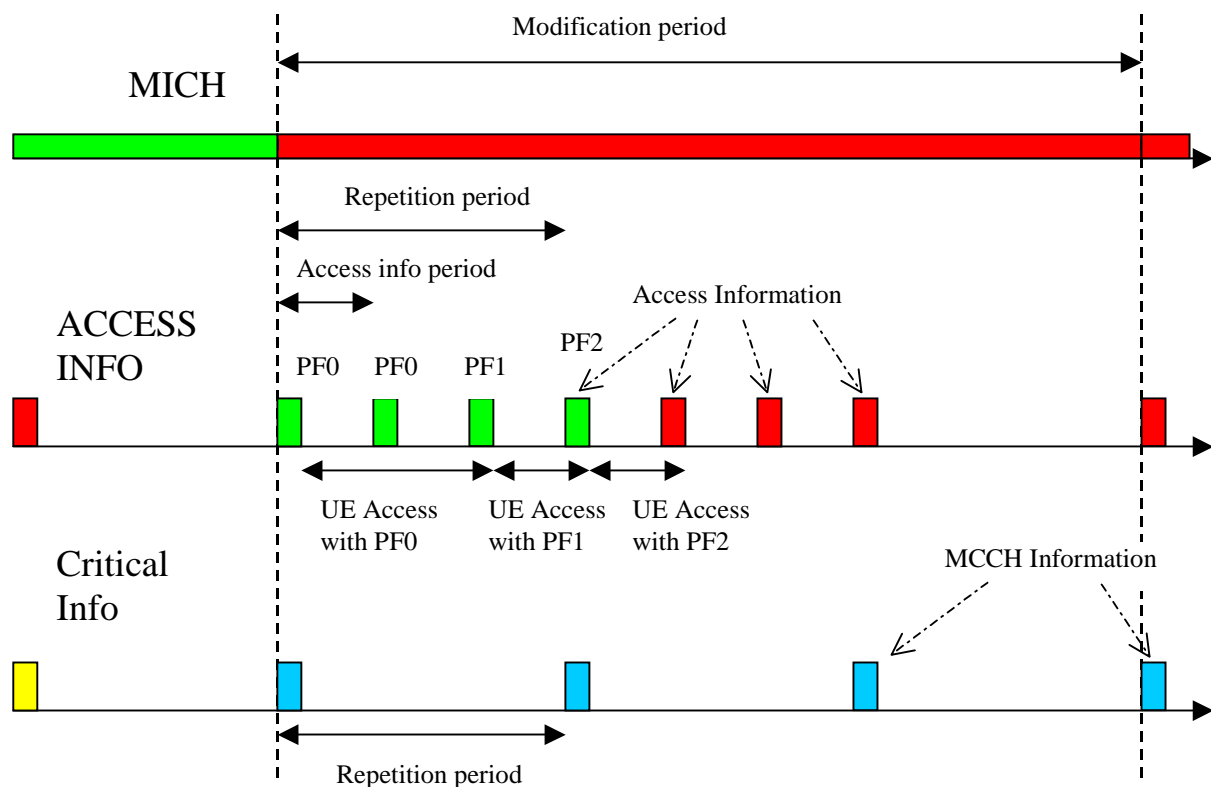 Modification period
MICH
Repetition period
Access info period
Access Information
ACCESS
INFO
PF0
PF0
PF1
PF2
UE Access
with PF0
UE Access
with PF1
UE Access
with PF2
Critical
Info
MCCH Information
Repetition period